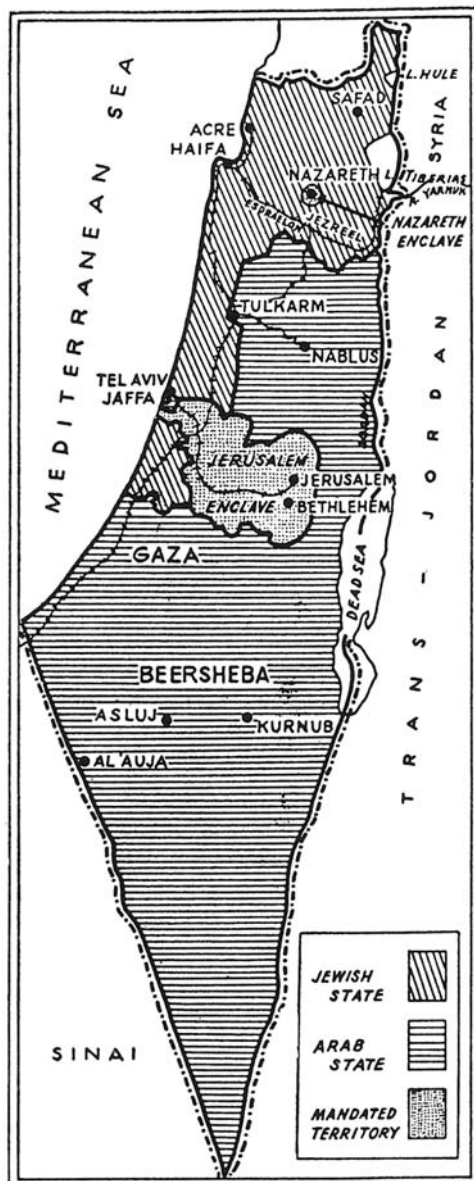 MEDITERRANEAN SEA
L. HULE
SAFAD
SYRIA
ACRE
HAIFA
NAZARETH
L. TIBERIAS
R. YARMUK
ESDRAELON
JEZREEL
NAZARETH
ENCLAVE
TULKARM
NABLUS
TEL AVIV
JAFFA
JERUSALEM
ENCLAVE
JERUSALEM
BETHLEHEM
TRANS - JORDAN
GAZA
DEAD SEA
BEERSHEBA
ASLUJ
KURNUB
AL'AUJA
SINAI
JEWISH
STATE
ARAB
STATE
MANDATED
TERRITORY